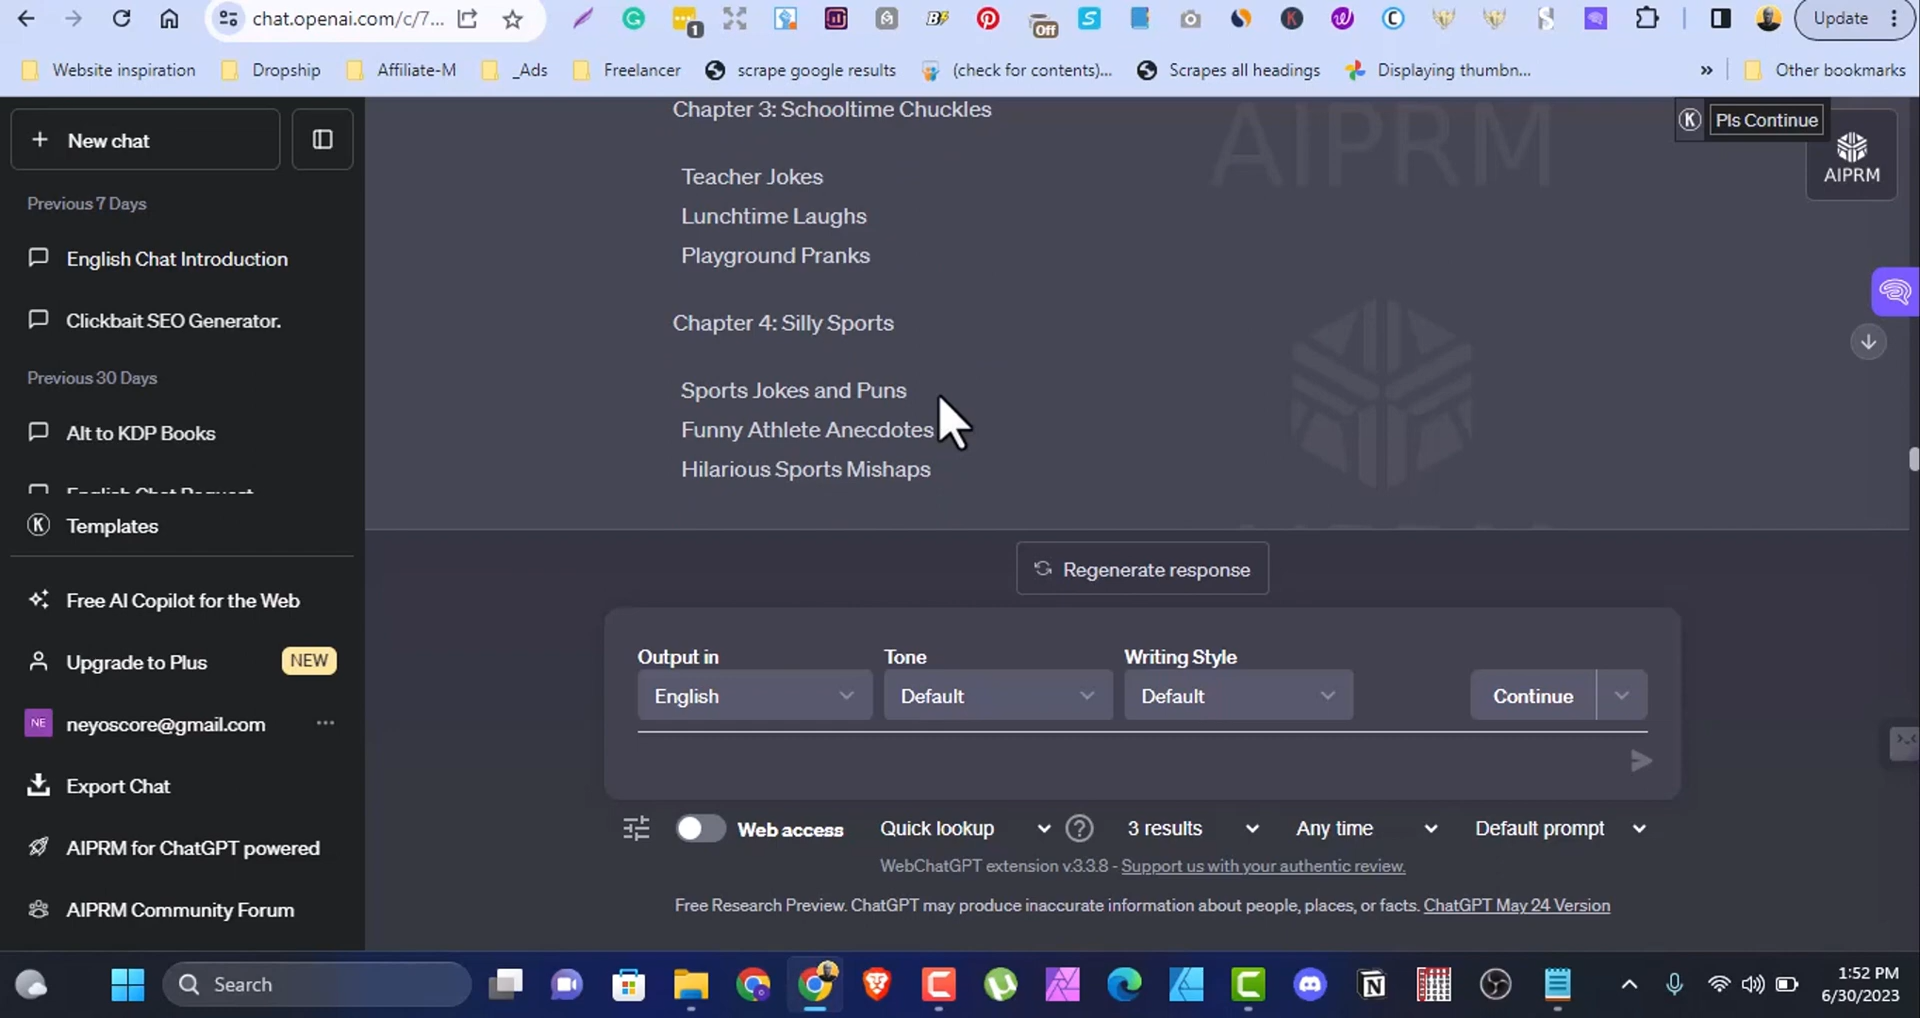 chat.openai.com/c/7...
1
Off
Update
Website inspiration
Dropship
Affiliate-M
_Ads
Freelancer
scrape google results
(check for contents)...
Scrapes all headings
Displaying thumbn...
»
Other bookmarks
+ New chat
Previous 7 Days
English Chat Introduction
Clickbait SEO Generator.
Previous 30 Days
Alt to KDP Books
English Chat Request
Templates
Free AI Copilot for the Web
Upgrade to Plus
NEW
NE
neyoscore@gmail.com
Export Chat
AIPRM for ChatGPT powered
AIPRM Community Forum
Chapter 3: Schooltime Chuckles
Teacher Jokes
Lunchtime Laughs
Playground Pranks
Chapter 4: Silly Sports
Sports Jokes and Puns
Funny Athlete Anecdotes
Hilarious Sports Mishaps
AIPRM
K
Pls Continue
AIPRM
Regenerate response
Output in
Tone
Writing Style
English
Default
Default
Continue
Web access
Quick lookup
3 results
Any time
Default prompt
WebChatGPT extension v.3.3.8 - Support us with your authentic review.
Free Research Preview. ChatGPT may produce inaccurate information about people, places, or facts. ChatGPT May 24 Version
Search
1:52 PM
6/30/2023